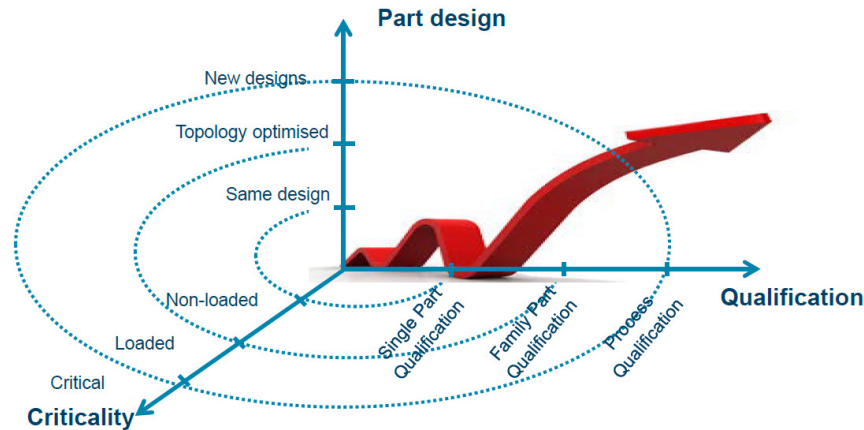 Part design
New designs
Topology optimised
Same design
Non-loaded
Loaded
Critical
Criticality
Single Part
Qualification
Family Part
Qualification
Process
Qualification
Qualification